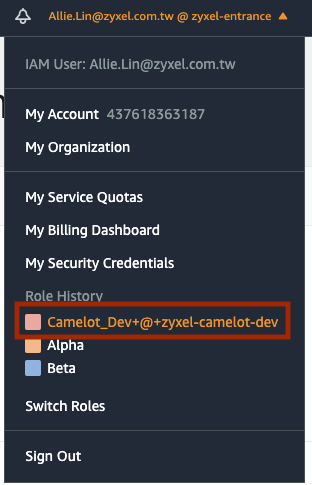 Allie.Lin@zyxel.com.tw @ zyxel-entrance
IAM User: Allie.Lin@zyxel.com.tw
My Account 437618363187
My Organization
My Service Quotas
My Billing Dashboard
My Security Credentials
Role History
Camelot_Dev+@+zyxel-camelot-dev
Alpha
Beta
Switch Roles
Sign Out